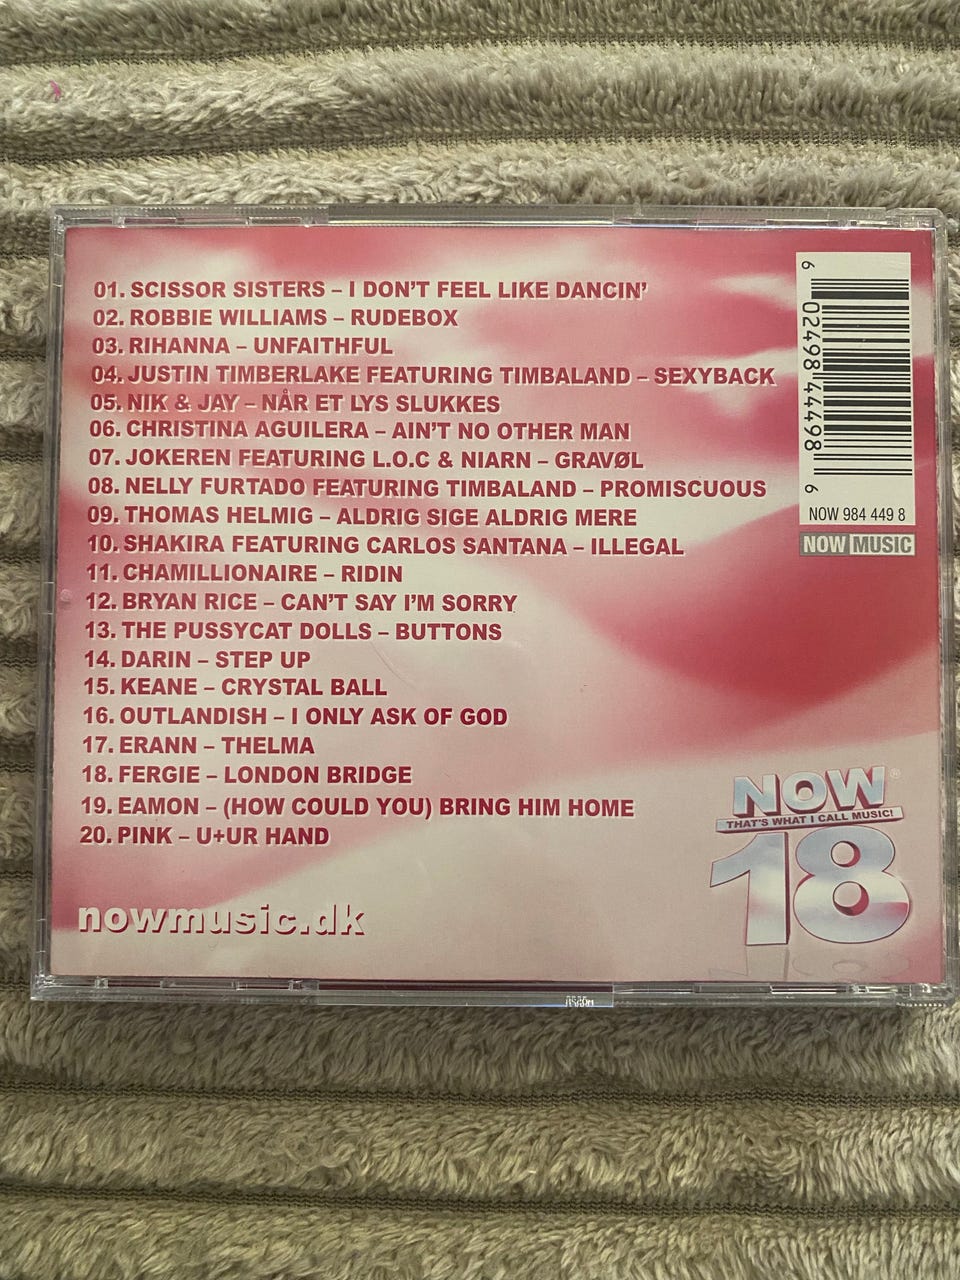 01. SCISSOR SISTERS – I DON'T FEEL LIKE DANCIN'
02. ROBBIE WILLIAMS – RUDEBOX
03. RIHANNA – UNFAITHFUL
04. JUSTIN TIMBERLAKE FEATURING TIMBALAND – SEXYBACK
05. NIK & JAY – NÅR ET LYS SLUKKES
06. CHRISTINA AGUILERA – AIN'T NO OTHER MAN
07. JOKEREN FEATURING L.O.C & NIARN – GRAVØL
08. NELLY FURTADO FEATURING TIMBALAND – PROMISCUOUS
09. THOMAS HELMIG – ALDRIG SIGE ALDRIG MERE
10. SHAKIRA FEATURING CARLOS SANTANA – ILLEGAL
11. CHAMILLIONAIRE – RIDIN
12. BRYAN RICE – CAN'T SAY I'M SORRY
13. THE PUSSYCAT DOLLS – BUTTONS
14. DARIN – STEP UP
15. KEANE – CRYSTAL BALL
16. OUTLANDISH – I ONLY ASK OF GOD
17. ERANN – THELMA
18. FERGIE – LONDON BRIDGE
19. EAMON – (HOW COULD YOU) BRING HIM HOME
20. PINK – U+UR HAND
nowmusic.dk
6 02498 44498 6
NOW 984 449 8
NOW MUSIC
NOW®
THAT'S WHAT I CALL MUSIC!
18